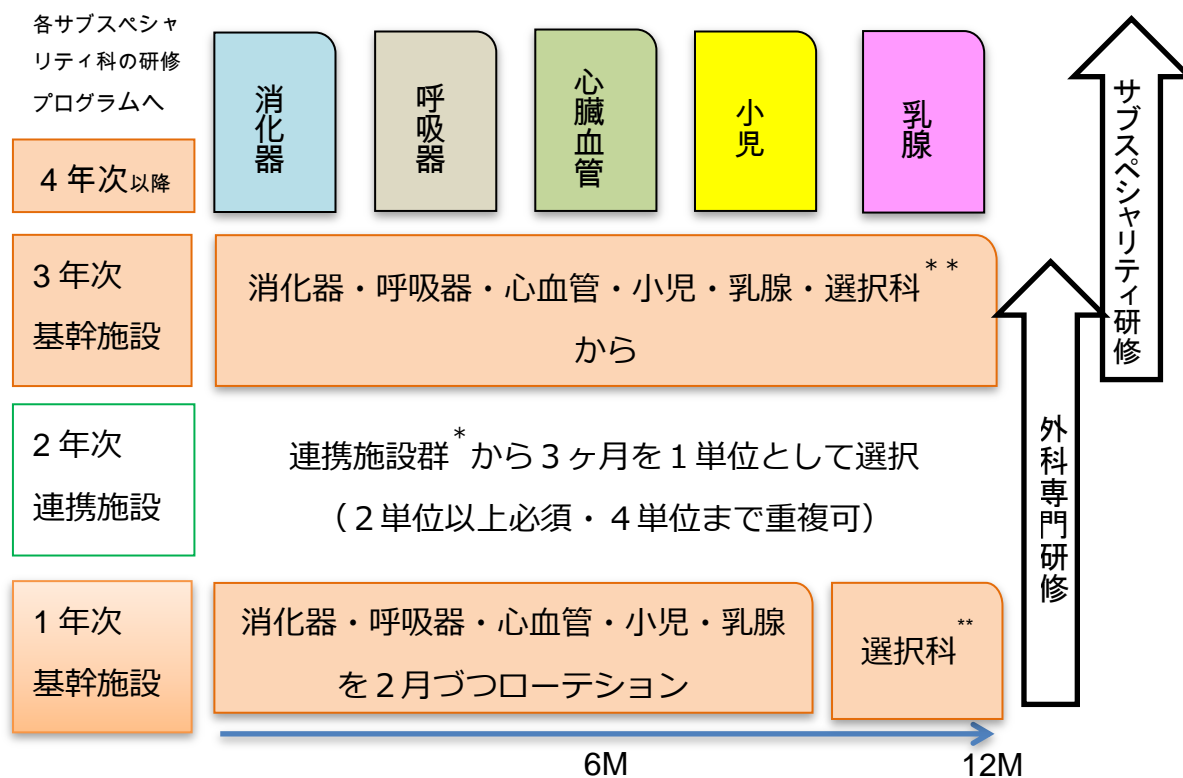 各サブスペシャ
リティ科の研修
プログラムへ
4 年次以降
消化器
呼吸器
心臓血管
小児
乳腺
サブスペシャリティ研修
3 年次
基幹施設
消化器・呼吸器・心血管・小児・乳腺・選択科**
から
2 年次
連携施設
連携施設群*から３ヶ月を１単位として選択
（２単位以上必須・４単位まで重複可）
外科専門研修
1 年次
基幹施設
消化器・呼吸器・心血管・小児・乳腺
を２月づつローテション
選択科**
6M
12M